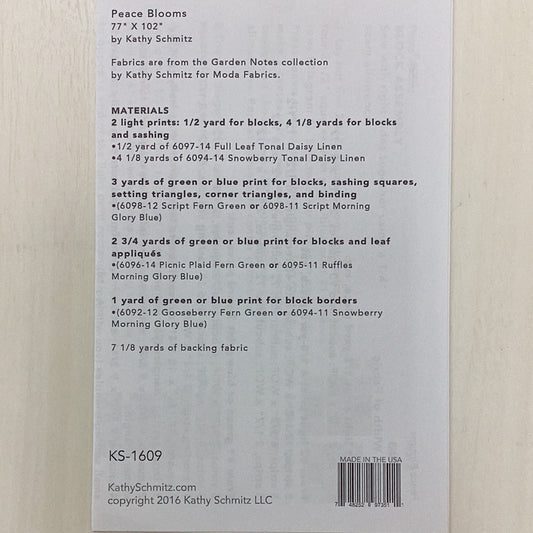 Peace Blooms
77" X 102"
by Kathy Schmitz
Fabrics are from the Garden Notes collection
by Kathy Schmitz for Moda Fabrics.
MATERIALS
2 light prints: 1/2 yard for blocks, 4 1/8 yards for blocks
and sashing
•1/2 yard of 6097-14 Full Leaf Tonal Daisy Linen
•4 1/8 yards of 6094-14 Snowberry Tonal Daisy Linen
3 yards of green or blue print for blocks, sashing squares,
setting triangles, corner triangles, and binding
•(6098-12 Script Fern Green or 6098-11 Script Morning
Glory Blue)
2 3/4 yards of green or blue print for blocks and leaf
appliqués
•(6096-14 Picnic Plaid Fern Green or 6095-11 Ruffles
Morning Glory Blue)
1 yard of green or blue print for block borders
•(6092-12 Gooseberry Fern Green or 6094-11 Snowberry
Morning Glory Blue)
7 1/8 yards of backing fabric
KS-1609
MADE IN THE USA
KathySchmitz.com
copyright 2016 Kathy Schmitz LLC
7 48252 97351 1